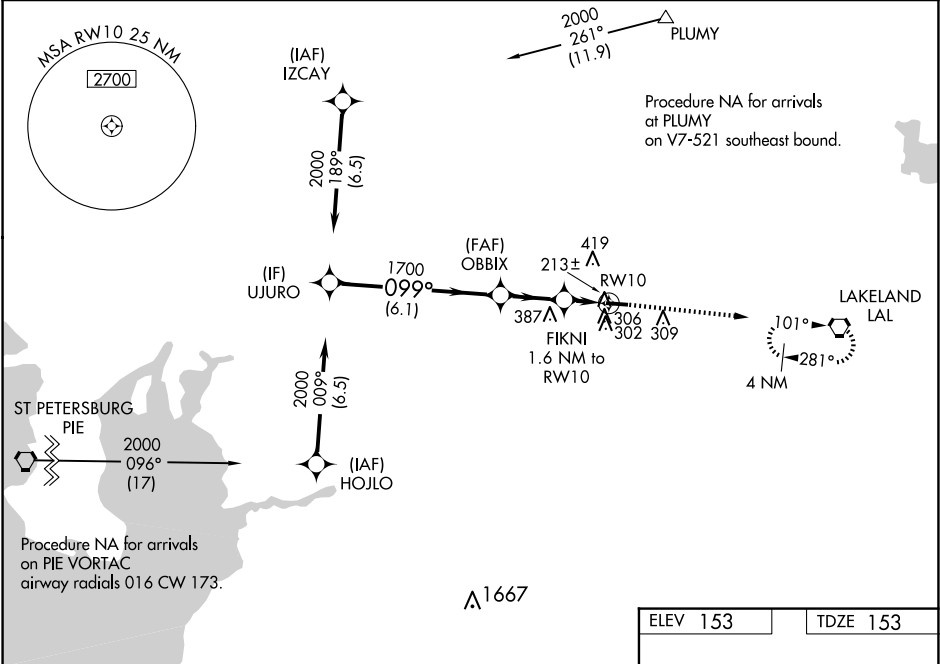 MSA RW10 25 NM
2700
(IAF)
IZCAY
2000
189°
(6.5)
2000
261°
(11.9)
PLUMY
Procedure NA for arrivals
at PLUMY
on V7-521 southeast bound.
(IF)
UJURO
1700
099°
(6.1)
(FAF)
OBBIX
419
213±
RW10
387
306
302
309
FIKNI
1.6 NM to
RW10
LAKELAND
LAL
101°
281°
4 NM
2000
009°
(6.5)
ST PETERSBURG
PIE
2000
096°
(17)
(IAF)
HOJLO
Procedure NA for arrivals
on PIE VORTAC
airway radials 016 CW 173.
1667
ELEV 153
TDZE 153